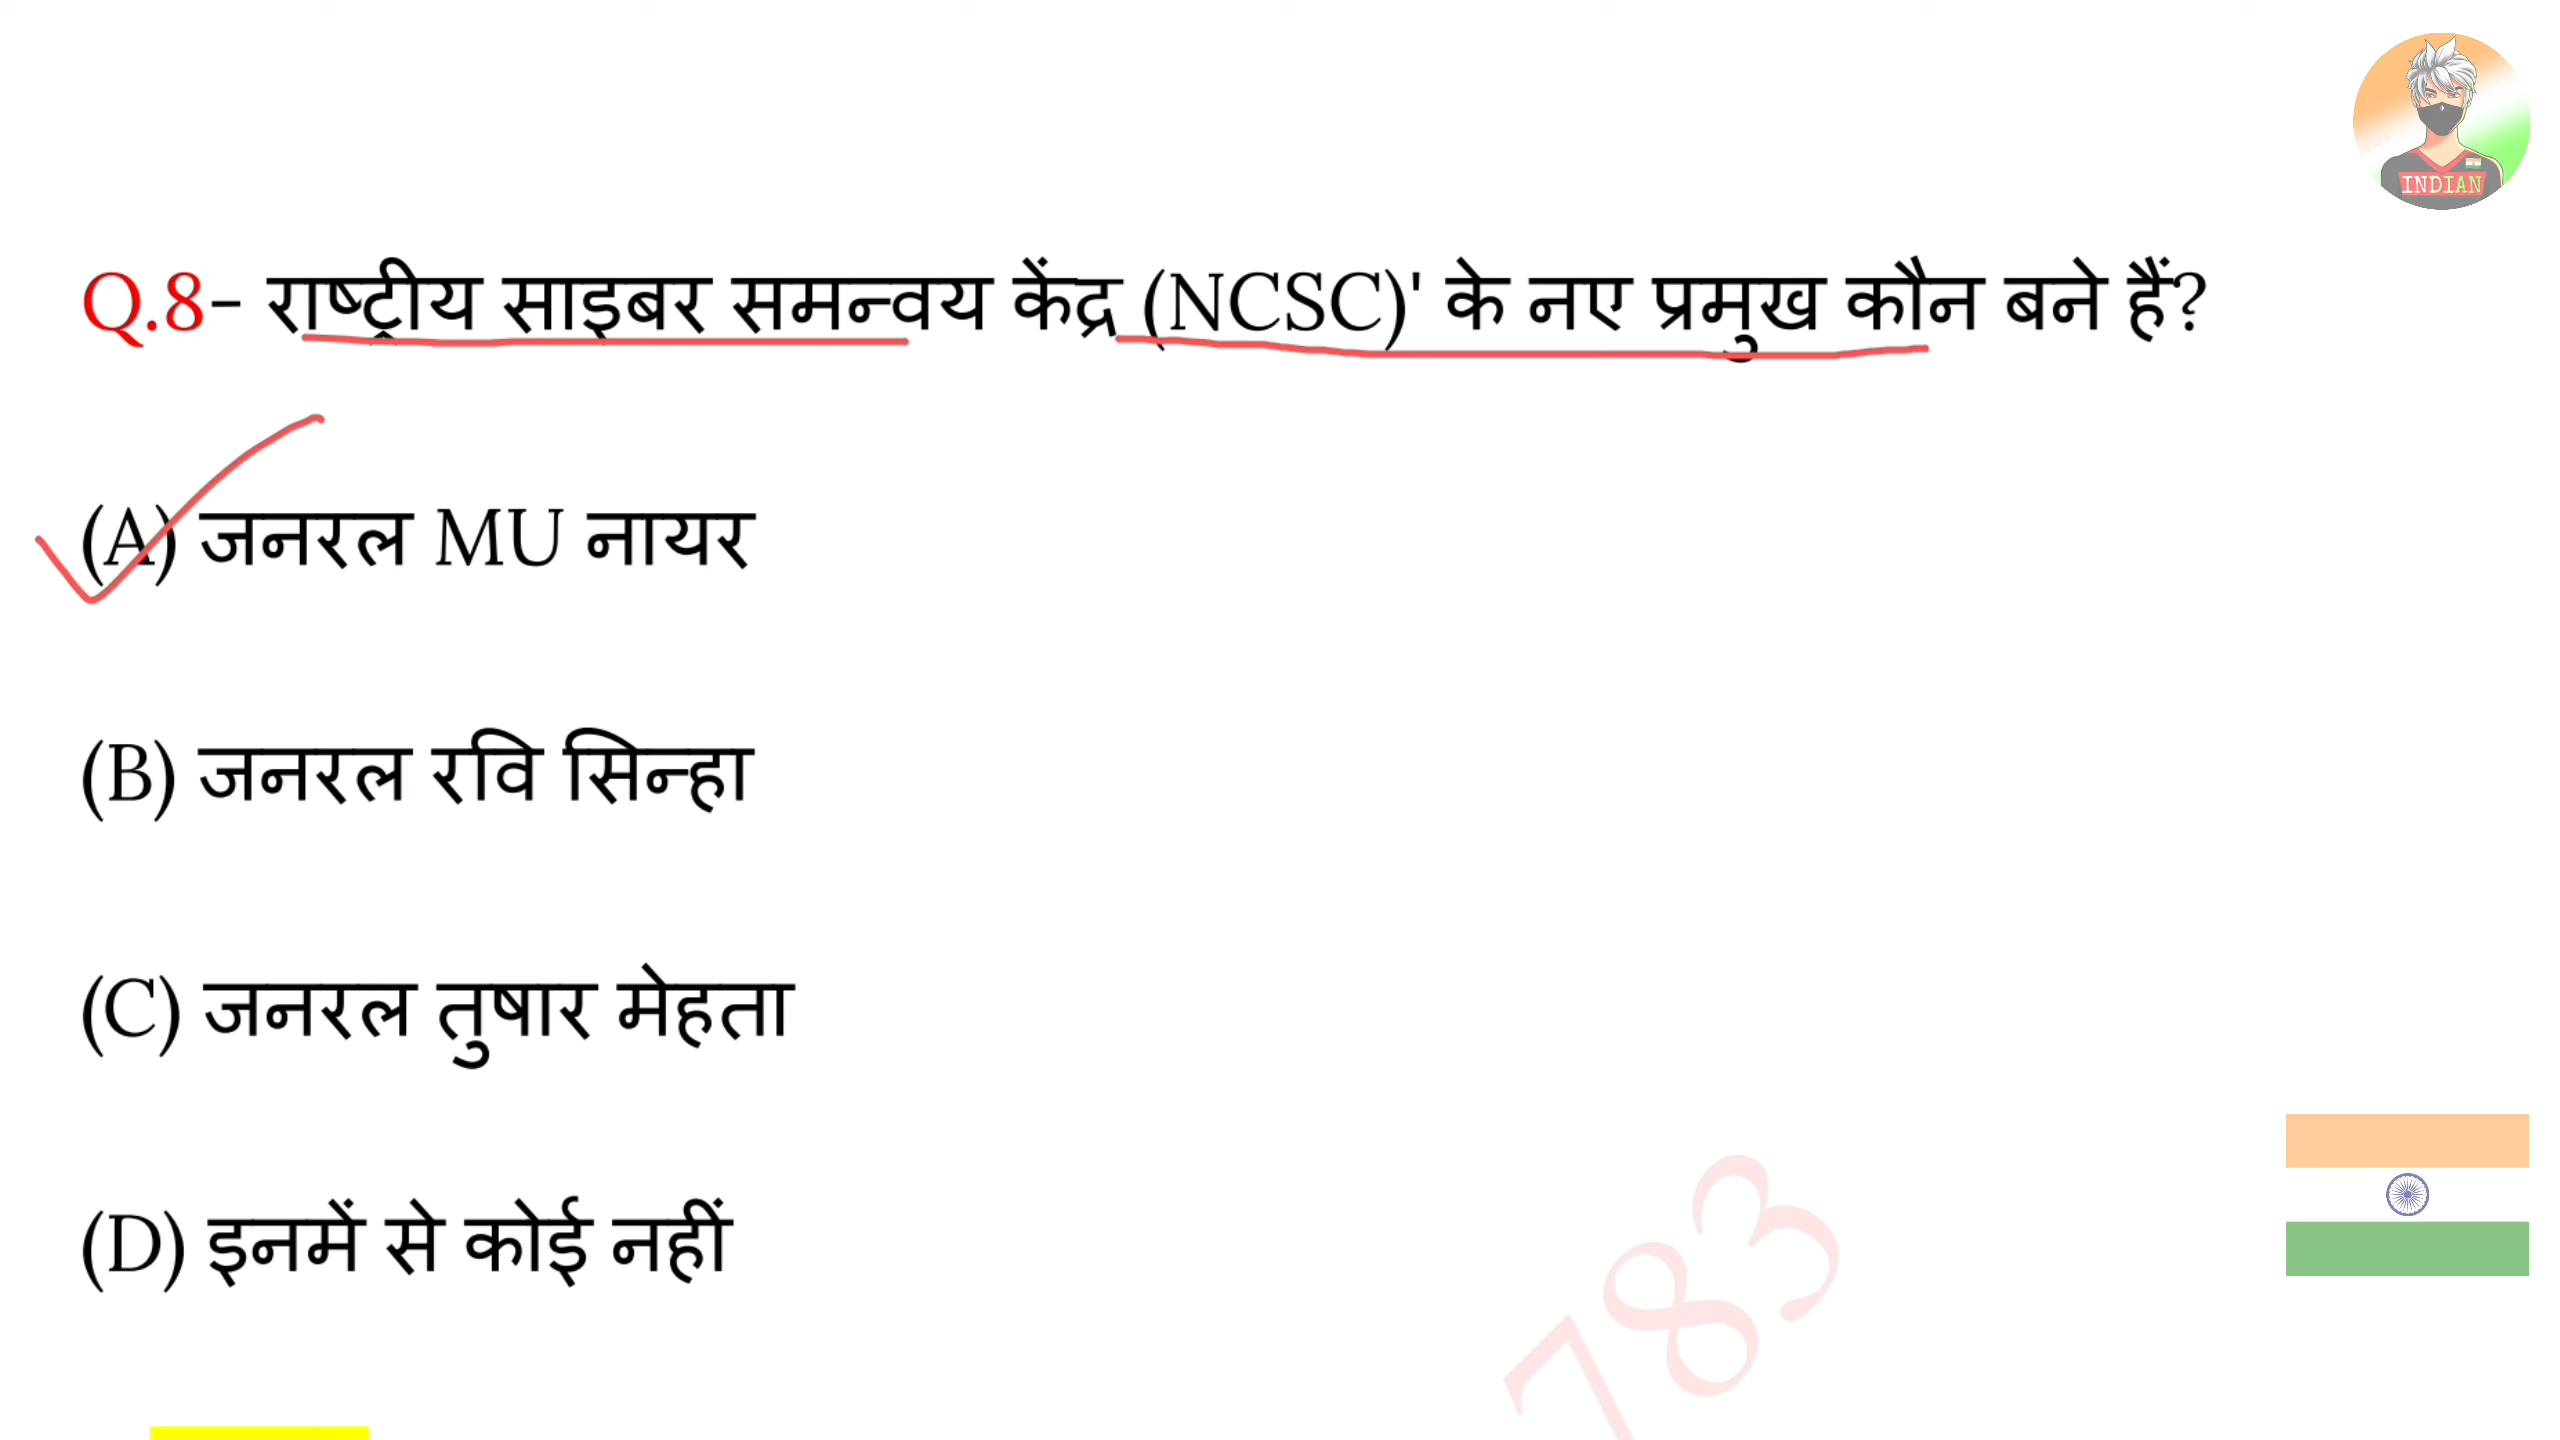 INDIAN
Q.8- राष्ट्रीय साइबर समन्वय केंद्र (NCSC)' के नए प्रमुख कौन बने हैं?
(A) जनरल MU नायर
(B) जनरल रवि सिन्हा
(C) जनरल तुषार मेहता
(D) इनमें से कोई नहीं
783